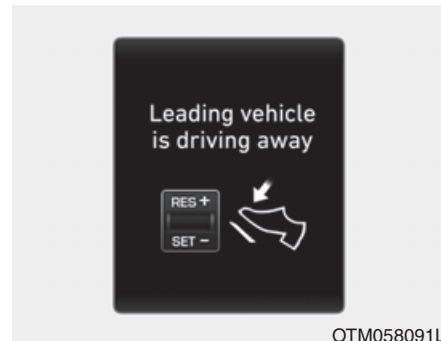 Leading vehicle
is driving away
RES +
SET −
OTM058091L